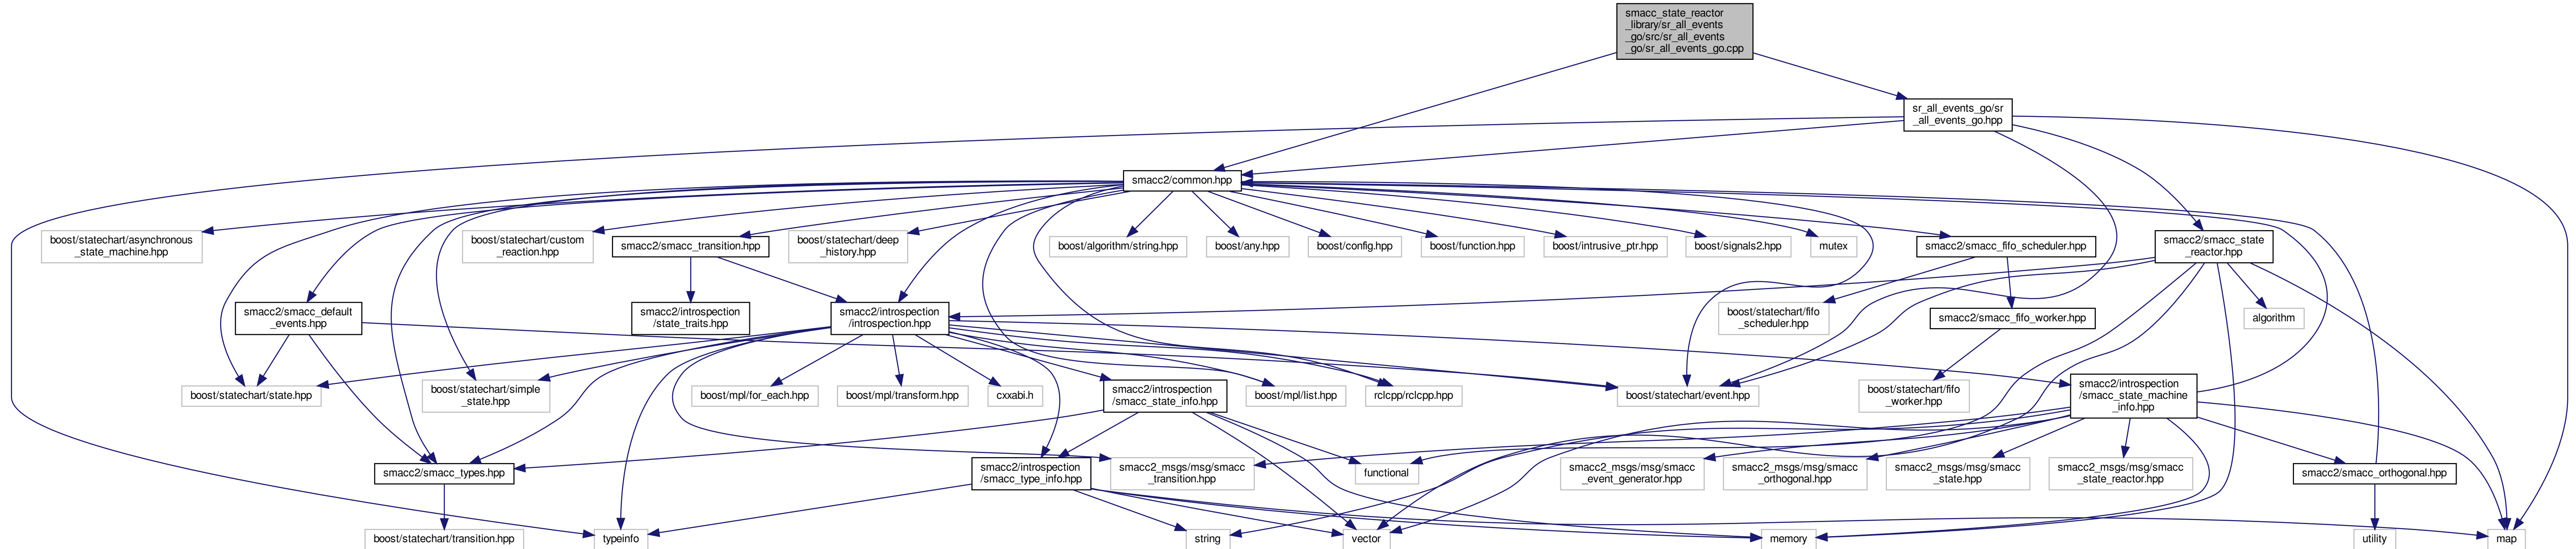 smacc_state_reactor
_library/sr_all_events
_go/src/sr_all_events
_go/sr_all_events_go.cpp
sr_all_events_go/sr
_all_events_go.hpp
smacc2/common.hpp
boost/statechart/asynchronous
_state_machine.hpp
boost/statechart/custom
_reaction.hpp
smacc2/smacc_transition.hpp
boost/statechart/deep
_history.hpp
boost/algorithm/string.hpp
boost/any.hpp
boost/config.hpp
boost/function.hpp
boost/intrusive_ptr.hpp
boost/signals2.hpp
mutex
smacc2/smacc_fifo_scheduler.hpp
smacc2/smacc_state
_reactor.hpp
smacc2/smacc_default
_events.hpp
smacc2/introspection
/state_traits.hpp
smacc2/introspection
/introspection.hpp
boost/statechart/fifo
_scheduler.hpp
smacc2/smacc_fifo_worker.hpp
algorithm
boost/statechart/state.hpp
boost/statechart/simple
_state.hpp
boost/mpl/for_each.hpp
boost/mpl/transform.hpp
cxxabi.h
smacc2/introspection
/smacc_state_info.hpp
boost/mpl/list.hpp
rclcpp/rclcpp.hpp
boost/statechart/event.hpp
boost/statechart/fifo
_worker.hpp
smacc2/introspection
/smacc_state_machine
_info.hpp
smacc2/smacc_types.hpp
smacc2/introspection
/smacc_type_info.hpp
smacc2_msgs/msg/smacc
_transition.hpp
functional
smacc2_msgs/msg/smacc
_event_generator.hpp
smacc2_msgs/msg/smacc
_orthogonal.hpp
smacc2_msgs/msg/smacc
_state.hpp
smacc2_msgs/msg/smacc
_state_reactor.hpp
smacc2/smacc_orthogonal.hpp
boost/statechart/transition.hpp
typeinfo
string
vector
memory
utility
map